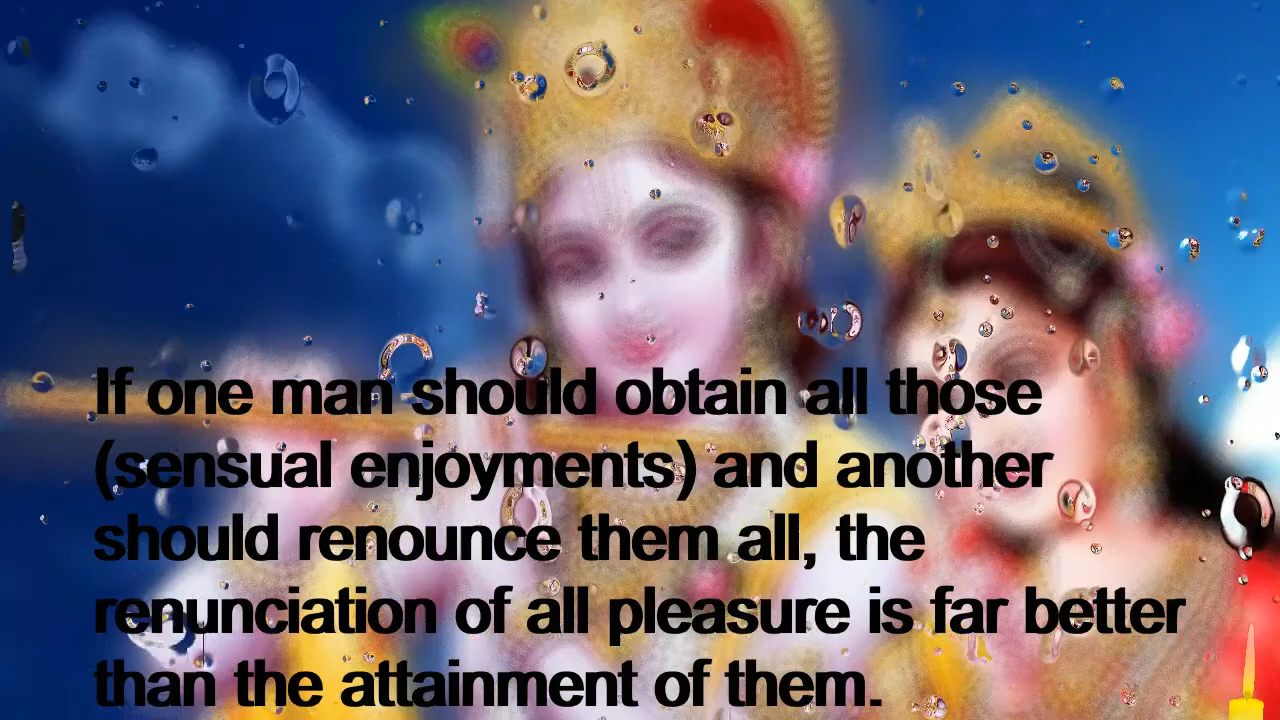 If one man should obtain all those
(sensual enjoyments) and another
should renounce them all, the
renunciation of all pleasure is far better
than the attainment of them.